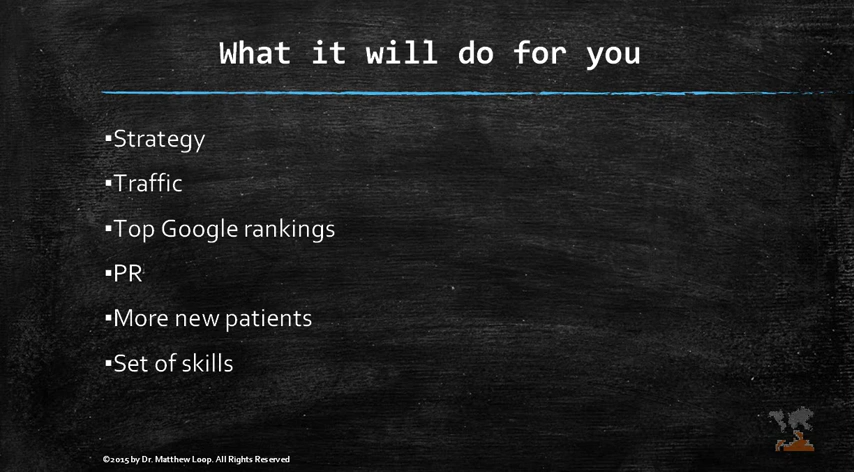 What it will do for you
▪Strategy
▪Traffic
▪Top Google rankings
▪PR
▪More new patients
▪Set of skills
©2015 by Dr. Matthew Loop. All Rights Reserved